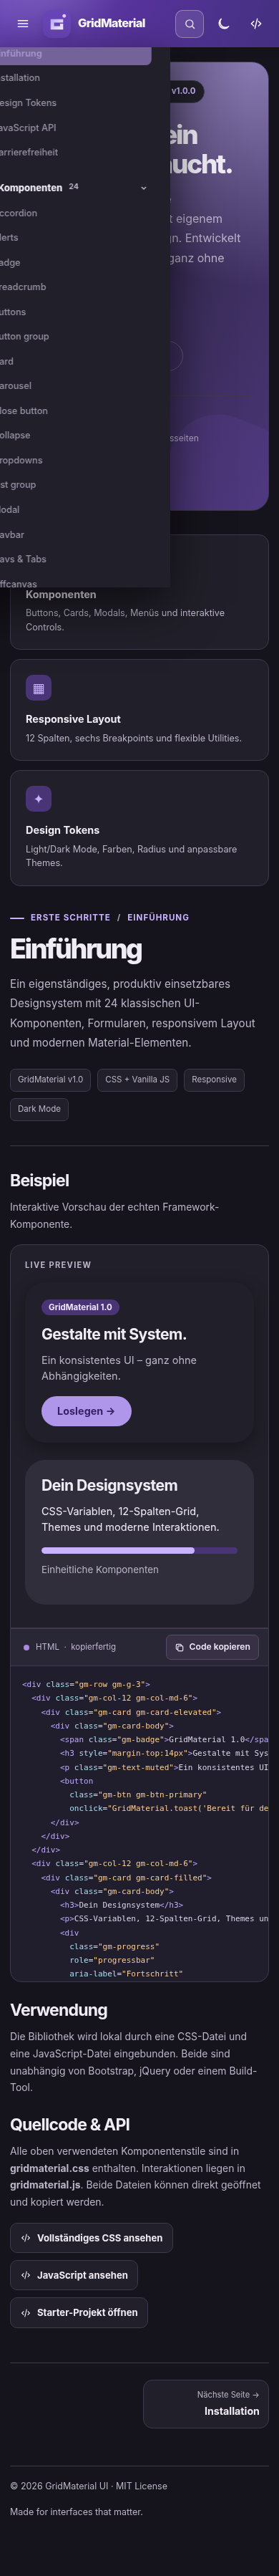 GridMaterial
inführung
v1.0.0
stallation
esign Tokens
avaScript API
arrierefreiheit
ein
ucht.
Komponenten 24
ccordion
lerts
adge
readcrumb
uttons
utton group
ard
arousel
lose button
ollapse
ropdowns
st group
odal
avbar
avs & Tabs
ffcanvas
t eigenem
gn. Entwickelt
ganz ohne
sseiten
Komponenten
Buttons, Cards, Modals, Menüs und interaktive
Controls.
Responsive Layout
12 Spalten, sechs Breakpoints und flexible Utilities.
Design Tokens
Light/Dark Mode, Farben, Radius und anpassbare
Themes.
ERSTE SCHRITTE / EINFÜHRUNG
Einführung
Ein eigenständiges, produktiv einsetzbares
Designsystem mit 24 klassischen UI-
Komponenten, Formularen, responsivem Layout
und modernen Material-Elementen.
GridMaterial v1.0
CSS + Vanilla JS
Responsive
Dark Mode
Beispiel
Interaktive Vorschau der echten Framework-
Komponente.
LIVE PREVIEW
GridMaterial 1.0
Gestalte mit System.
Ein konsistentes UI – ganz ohne
Abhängigkeiten.
Loslegen →
Dein Designsystem
CSS-Variablen, 12-Spalten-Grid,
Themes und moderne Interaktionen.
Einheitliche Komponenten
HTML · kopierfertig
Code kopieren
<div class="gm-row gm-g-3">
<div class="gm-col-12 gm-col-md-6">
<div class="gm-card gm-card-elevated">
<div class="gm-card-body">
<span class="gm-badge">GridMaterial 1.0</spa
<h3 style="margin-top:14px">Gestalte mit Sys
<p class="gm-text-muted">Ein konsistentes UI
<button
class="gm-btn gm-btn-primary"
onclick="GridMaterial.toast('Bereit für de
</div>
</div>
</div>
<div class="gm-col-12 gm-col-md-6">
<div class="gm-card gm-card-filled">
<div class="gm-card-body">
<h3>Dein Designsystem</h3>
<p>CSS-Variablen, 12-Spalten-Grid, Themes un
<div
class="gm-progress"
role="progressbar"
aria-label="Fortschritt"
Verwendung
Die Bibliothek wird lokal durch eine CSS-Datei und
eine JavaScript-Datei eingebunden. Beide sind
unabhängig von Bootstrap, jQuery oder einem Build-
Tool.
Quellcode & API
Alle oben verwendeten Komponentenstile sind in
gridmaterial.css enthalten. Interaktionen liegen in
gridmaterial.js. Beide Dateien können direkt geöffnet
und kopiert werden.
Vollständiges CSS ansehen
JavaScript ansehen
Starter-Projekt öffnen
Nächste Seite →
Installation
© 2026 GridMaterial UI · MIT License
Made for interfaces that matter.